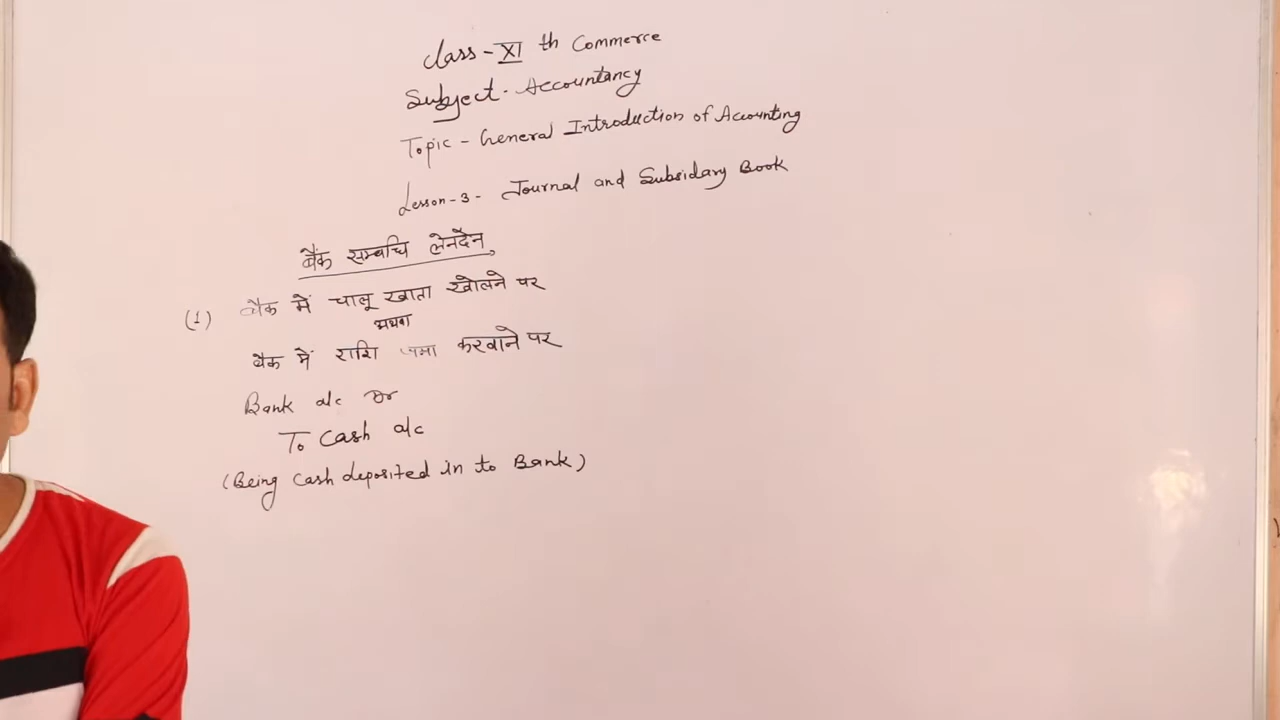 Class - XI th Commerce
Subject - Accountancy
Topic - General Introduction of Accounting
Lesson - 3 - Journal and Subsidary Book
बैंक सम्बधि लेनदेन
(1) बैंक में चालू खाता खोलने पर
अथवा
बैंक में राशि जमा करवाने पर
Bank a/c Dr
To Cash a/c
(Being Cash deposited in to Bank)